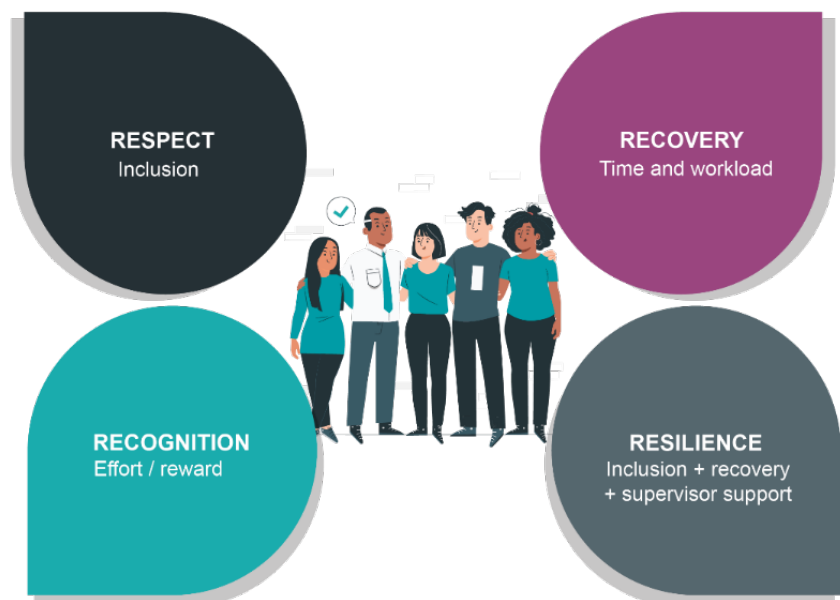 RESPECT
Inclusion
RECOVERY
Time and workload
RECOGNITION
Effort / reward
RESILIENCE
Inclusion + recovery
+ supervisor support